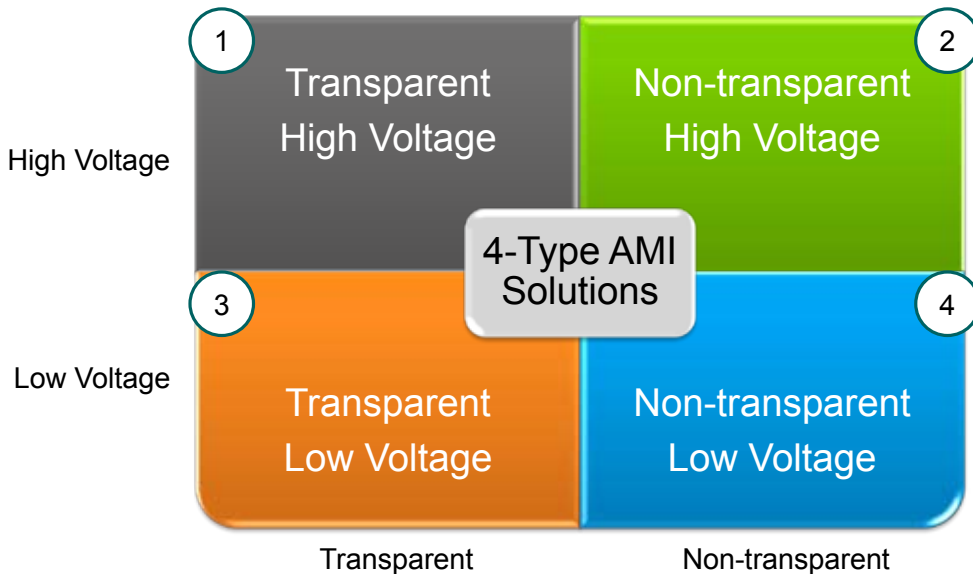 1
2
Transparent
High Voltage
Non-transparent
High Voltage
High Voltage
4-Type AMI
Solutions
3
4
Low Voltage
Transparent
Low Voltage
Non-transparent
Low Voltage
Transparent
Non-transparent